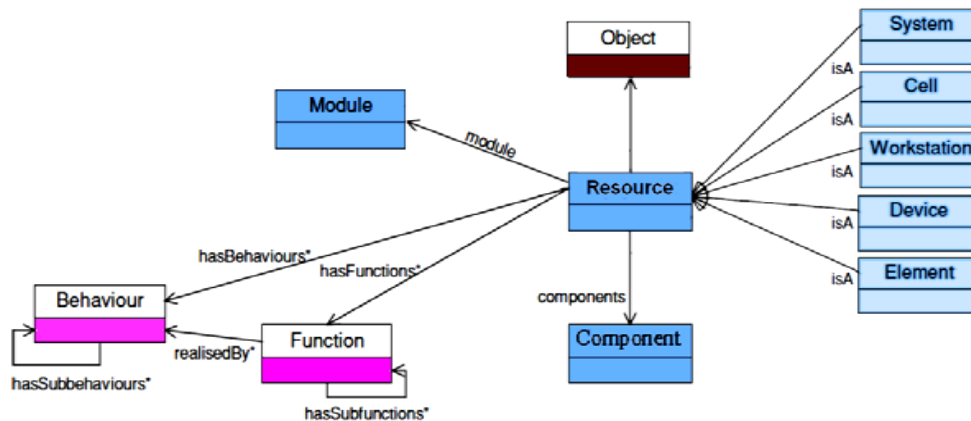 System
Object
isA
Cell
Module
isA
module
Workstation
Resource
isA
Device
isA
hasBehaviours*
hasFunctions*
Element
isA
Behaviour
components
Function
Component
realisedBy*
hasSubbehaviours*
hasSubfunctions*